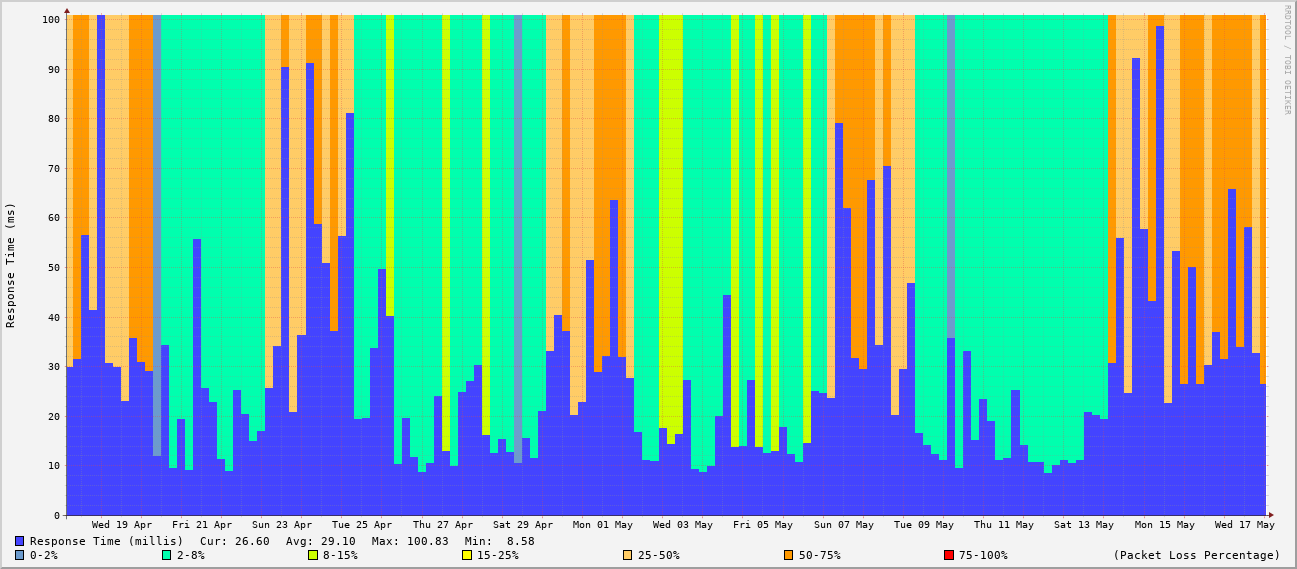 RRDTOOL / TOBI OETIKER
Response Time (ms)
100
90
80
70
60
50
40
30
20
10
0
Wed 19 Apr Fri 21 Apr Sun 23 Apr Tue 25 Apr Thu 27 Apr Sat 29 Apr Mon 01 May Wed 03 May Fri 05 May Sun 07 May Tue 09 May Thu 11 May Sat 13 May Mon 15 May Wed 17 May
Response Time (millis) Cur: 26.60 Avg: 29.10 Max: 100.83 Min: 8.58
0-2% 2-8% 8-15% 15-25% 25-50% 50-75% 75-100% (Packet Loss Percentage)